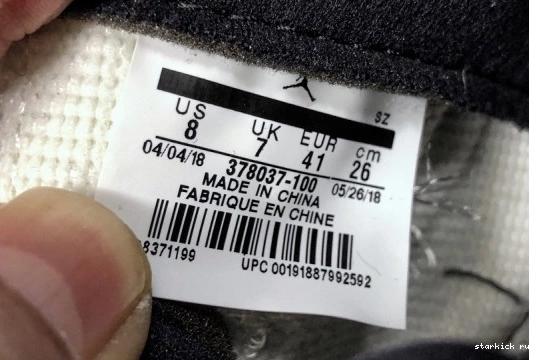 SZ
US UK EUR cm
8 7 41 26
04/04/18 378037-100 05/26/18
MADE IN CHINA
FABRIQUE EN CHINE
8371199 UPC 00191887992592
starkick ru